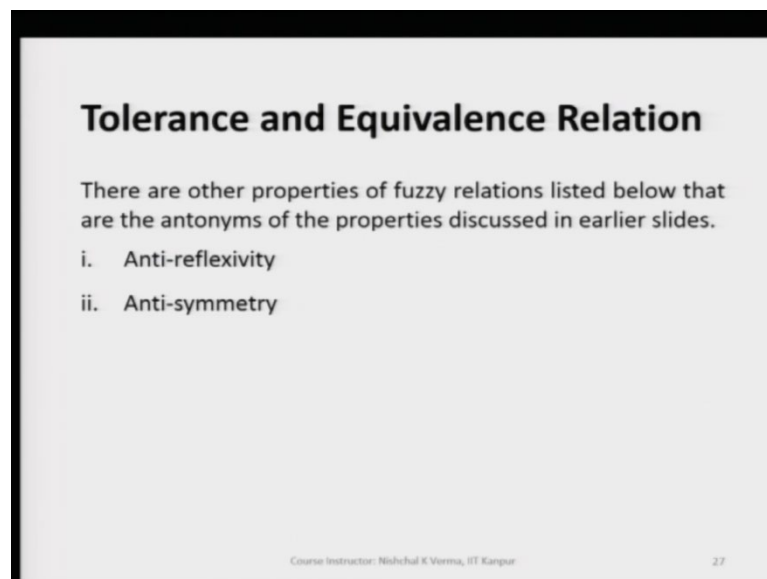 Tolerance and Equivalence Relation
There are other properties of fuzzy relations listed below that
are the antonyms of the properties discussed in earlier slides.
i. Anti-reflexivity
ii. Anti-symmetry
Course Instructor: Nishchal K Verma, IIT Kanpur
27